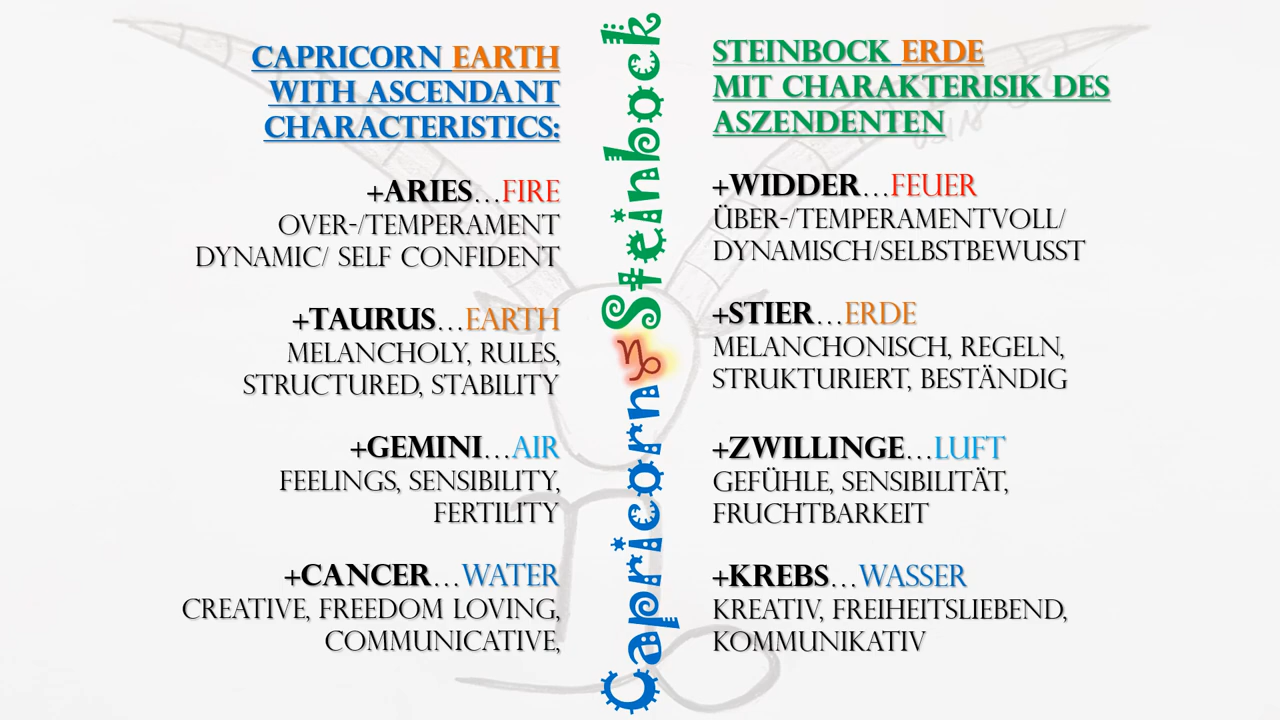 CAPRICORN EARTH
WITH ASCENDANT
CHARACTERISTICS:
+ARIES...FIRE
OVER-/TEMPERAMENT
DYNAMIC/ SELF CONFIDENT
+TAURUS...EARTH
MELANCHOLY, RULES,
STRUCTURED, STABILITY
+GEMINI...AIR
FEELINGS, SENSIBILITY,
FERTILITY
+CANCER...WATER
CREATIVE, FREEDOM LOVING,
COMMUNICATIVE,
Capricorn ♑ Steinbock
STEINBOCK ERDE
MIT CHARAKTERISIK DES
ASZENDENTEN
+WIDDER...FEUER
ÜBER-/TEMPERAMENTVOLL/
DYNAMISCH/SELBSTBEWUSST
+STIER...ERDE
MELANCHONISCH, REGELN,
STRUKTURIERT, BESTÄNDIG
+ZWILLINGE...LUFT
GEFÜHLE, SENSIBILITÄT,
FRUCHTBARKEIT
+KREBS...WASSER
KREATIV, FREIHEITSLIEBEND,
KOMMUNIKATIV